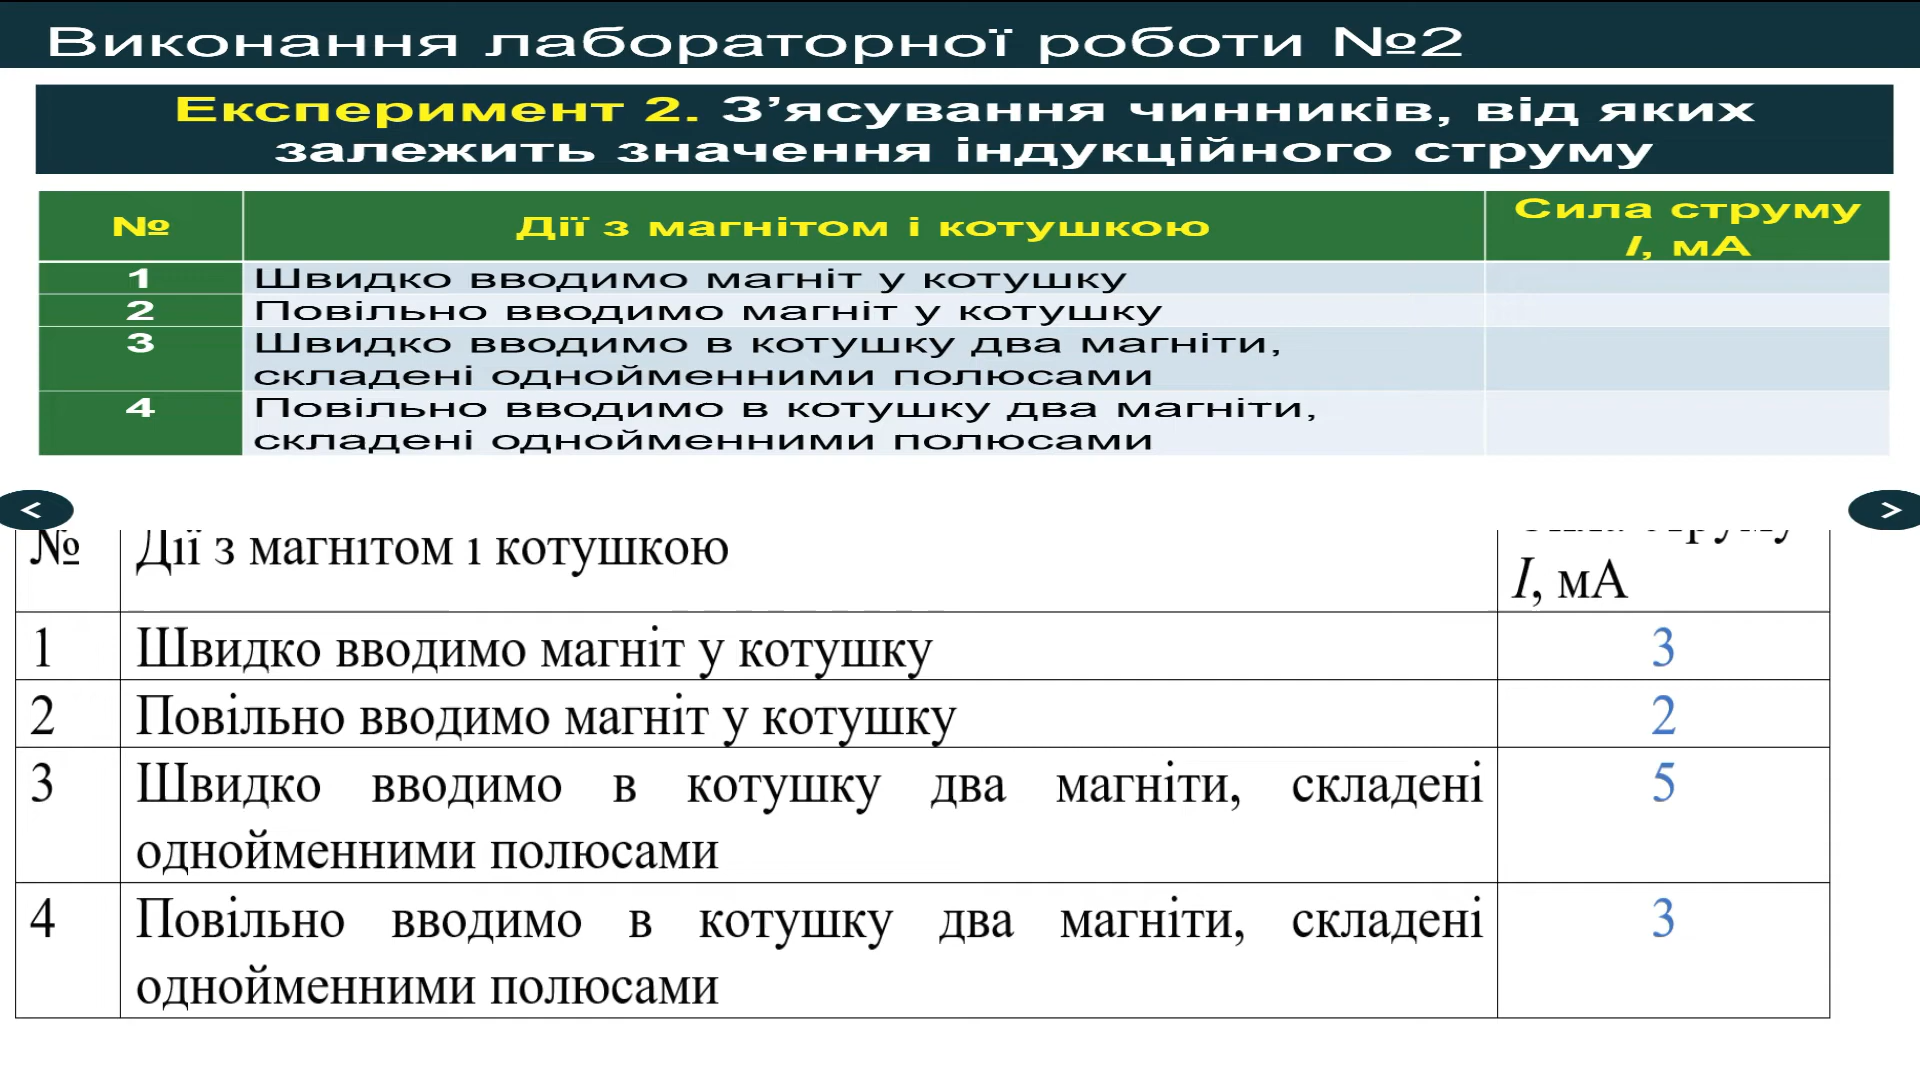 Виконання лабораторної роботи №2
Експеримент 2. З’ясування чинників, від яких
залежить значення індукційного струму
№ Дії з магнітом і котушкою Сила струму
I, мА
1 Швидко вводимо магніт у котушку
2 Повільно вводимо магніт у котушку
3 Швидко вводимо в котушку два магніти,
складені однойменними полюсами
4 Повільно вводимо в котушку два магніти,
складені однойменними полюсами
< >
№ Дії з магнітом і котушкою
I, мА
1 Швидко вводимо магніт у котушку 3
2 Повільно вводимо магніт у котушку 2
3 Швидко вводимо в котушку два магніти, складені 5
однойменними полюсами
4 Повільно вводимо в котушку два магніти, складені 3
однойменними полюсами